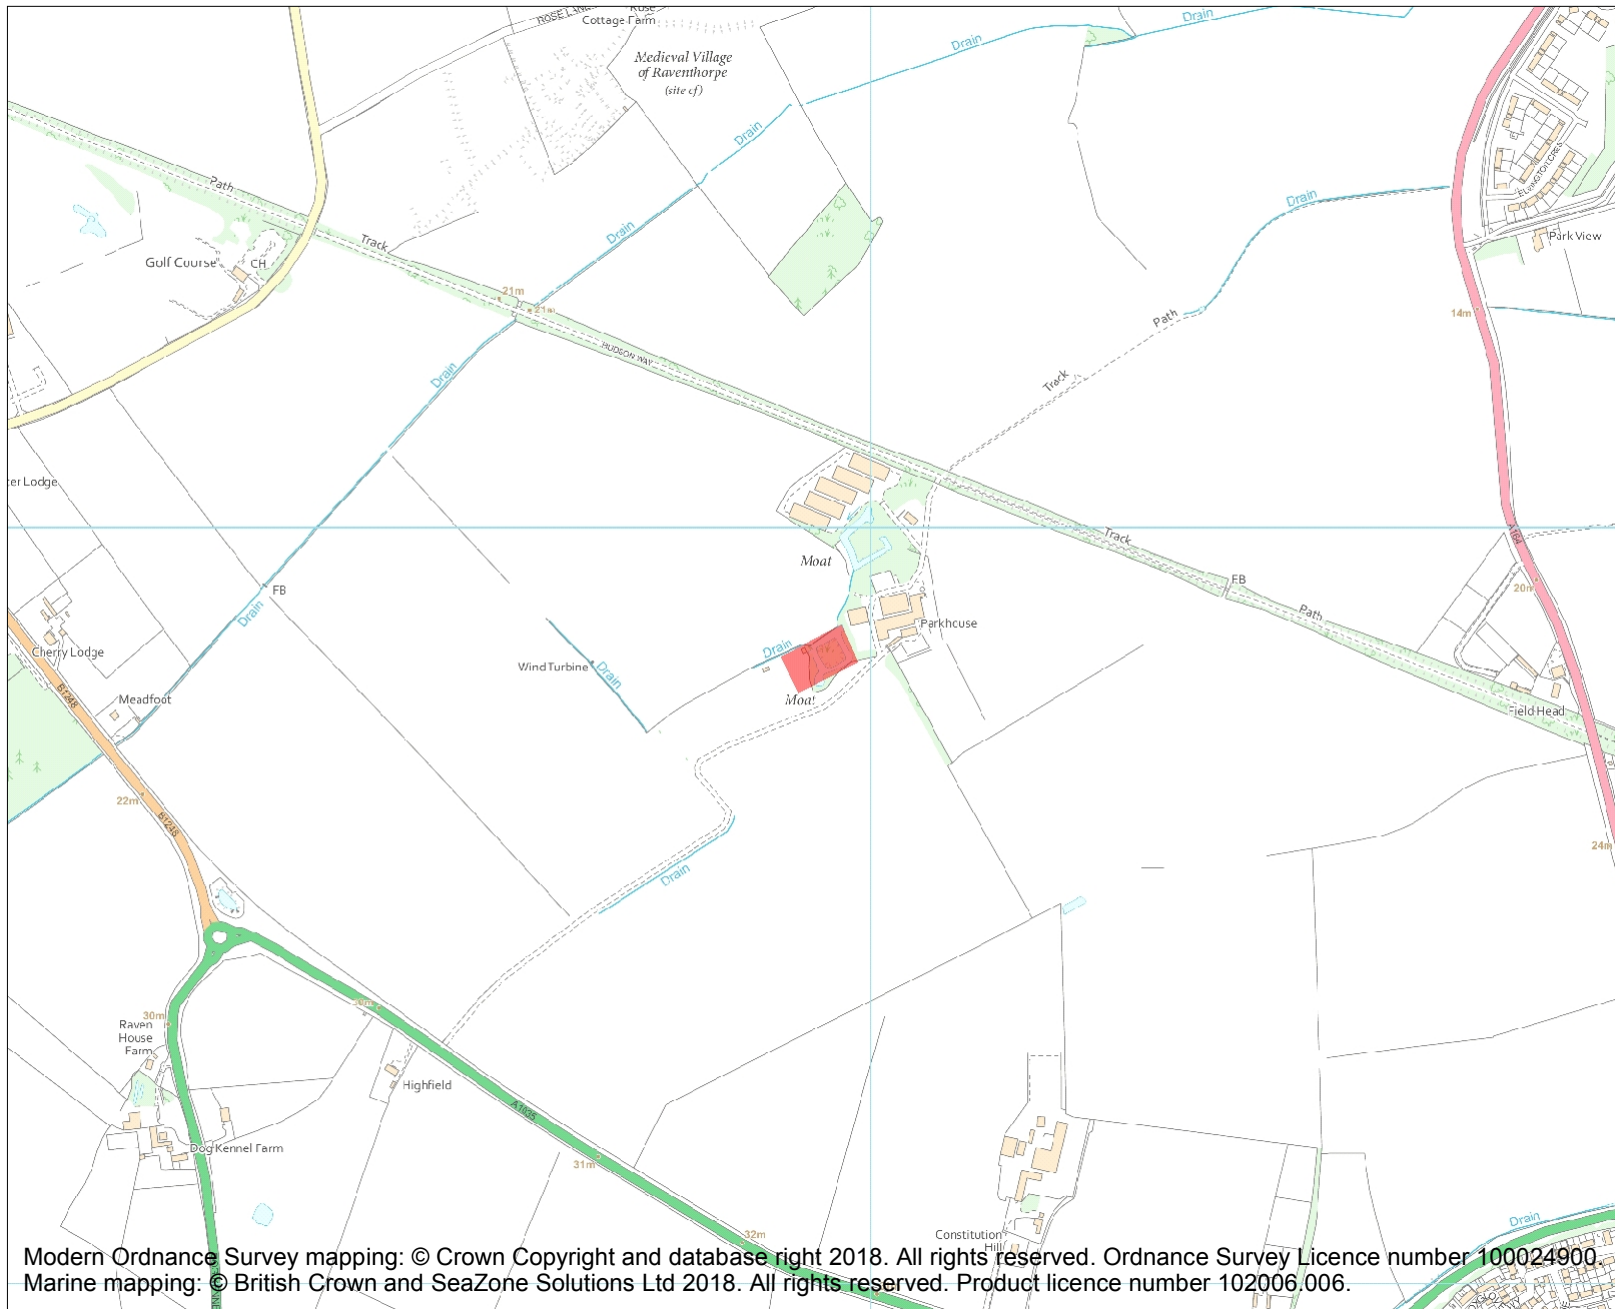 ROSE LANE
Rose
Cottage Farm
Drain
Drain
Medieval Village
of Raventhorpe
(site of)
Drain
Path
Drain
ELVINGTON CRES
Drain
Track
Park View
Golf Course
CH
21m
21m
14m
Path
HUDSON WAY
Drain
Track
Track
Moat
A164
FB
20m
FB
Drain
Path
Parkhouse
Cherry Lodge
Drain
Wind Turbine
Drain
B1248
Meadfoot
Moat
Field Head
22m
B1248
24m
Drain
30m
30m
Raven
House
Farm
Highfield
A1035
Dog Kennel Farm
31m
Drain
32m
Constitution
Hill
Modern Ordnance Survey mapping: © Crown Copyright and database right 2018. All rights reserved. Ordnance Survey Licence number 100024900.
Marine mapping: © British Crown and SeaZone Solutions Ltd 2018. All rights reserved. Product licence number 102006.006.